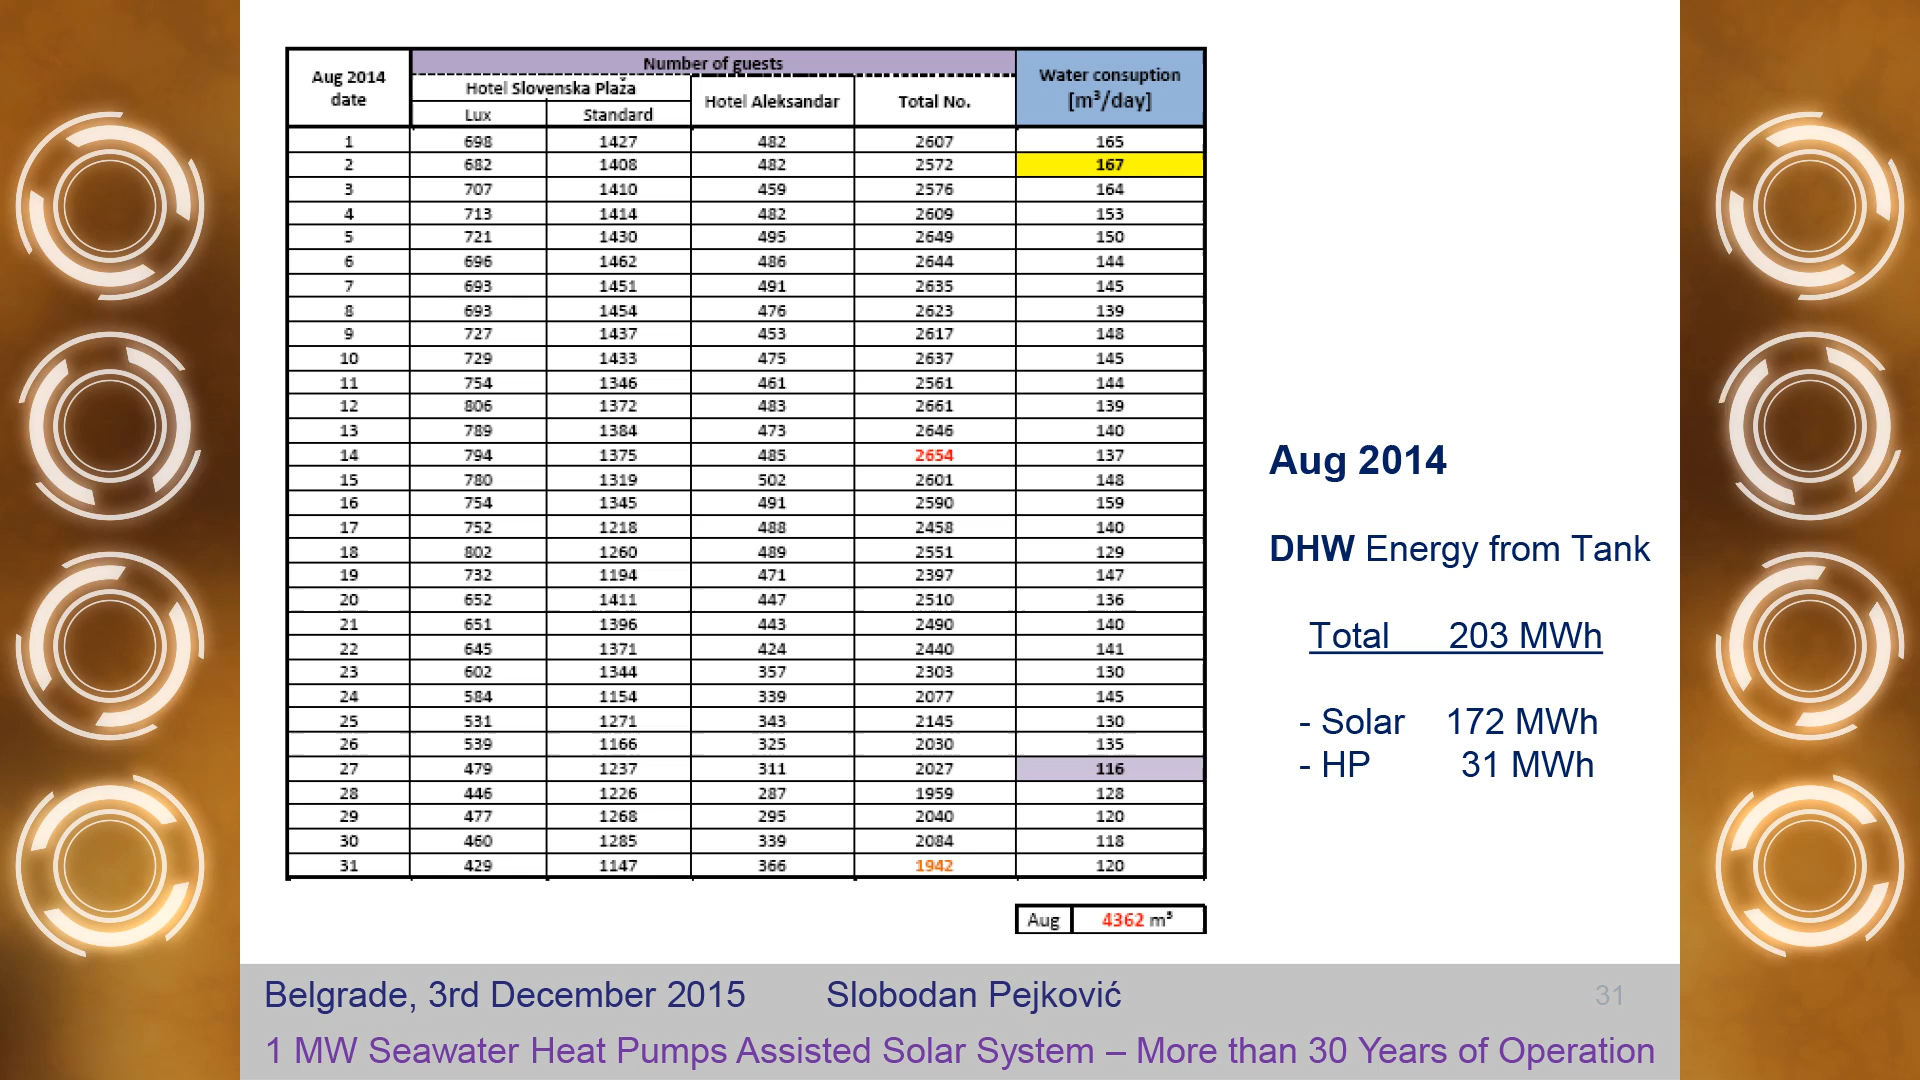 Aug 2014 date
Number of guests
Water consuption [m³/day]
Hotel Slovenska Plaža
Hotel Aleksandar
Total No.
Lux Standard
1 698 1427 482 2607 165
2 682 1408 482 2572 167
3 707 1410 459 2576 164
4 713 1414 482 2609 153
5 721 1430 495 2649 150
6 696 1462 486 2644 144
7 693 1451 491 2635 145
8 693 1454 476 2623 139
9 727 1437 453 2617 148
10 729 1433 475 2637 145
11 754 1346 461 2561 144
12 806 1372 483 2661 139
13 789 1384 473 2646 140
14 794 1375 485 2654 137
15 780 1319 502 2601 148
16 754 1345 491 2590 159
17 752 1218 488 2458 140
18 802 1260 489 2551 129
19 732 1194 471 2397 147
20 652 1411 447 2510 136
21 651 1396 443 2490 140
22 645 1371 424 2440 141
23 602 1344 357 2303 130
24 584 1154 339 2077 145
25 531 1271 343 2145 130
26 539 1166 325 2030 135
27 479 1237 311 2027 116
28 446 1226 287 1959 128
29 477 1268 295 2040 120
30 460 1285 339 2084 118
31 429 1147 366 1942 120
Aug 4362 m³
Aug 2014
DHW Energy from Tank
Total 203 MWh
- Solar 172 MWh
- HP 31 MWh
Belgrade, 3rd December 2015 Slobodan Pejković 31
1 MW Seawater Heat Pumps Assisted Solar System – More than 30 Years of Operation